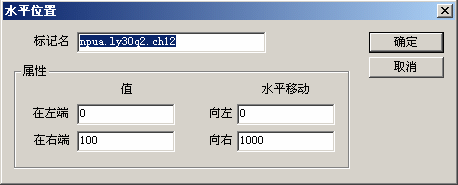 水平位置
标记名 npua.ly30q2.ch12 确定
取消
属性
值 水平移动
在左端 0 向左 0
在右端 100 向右 1000